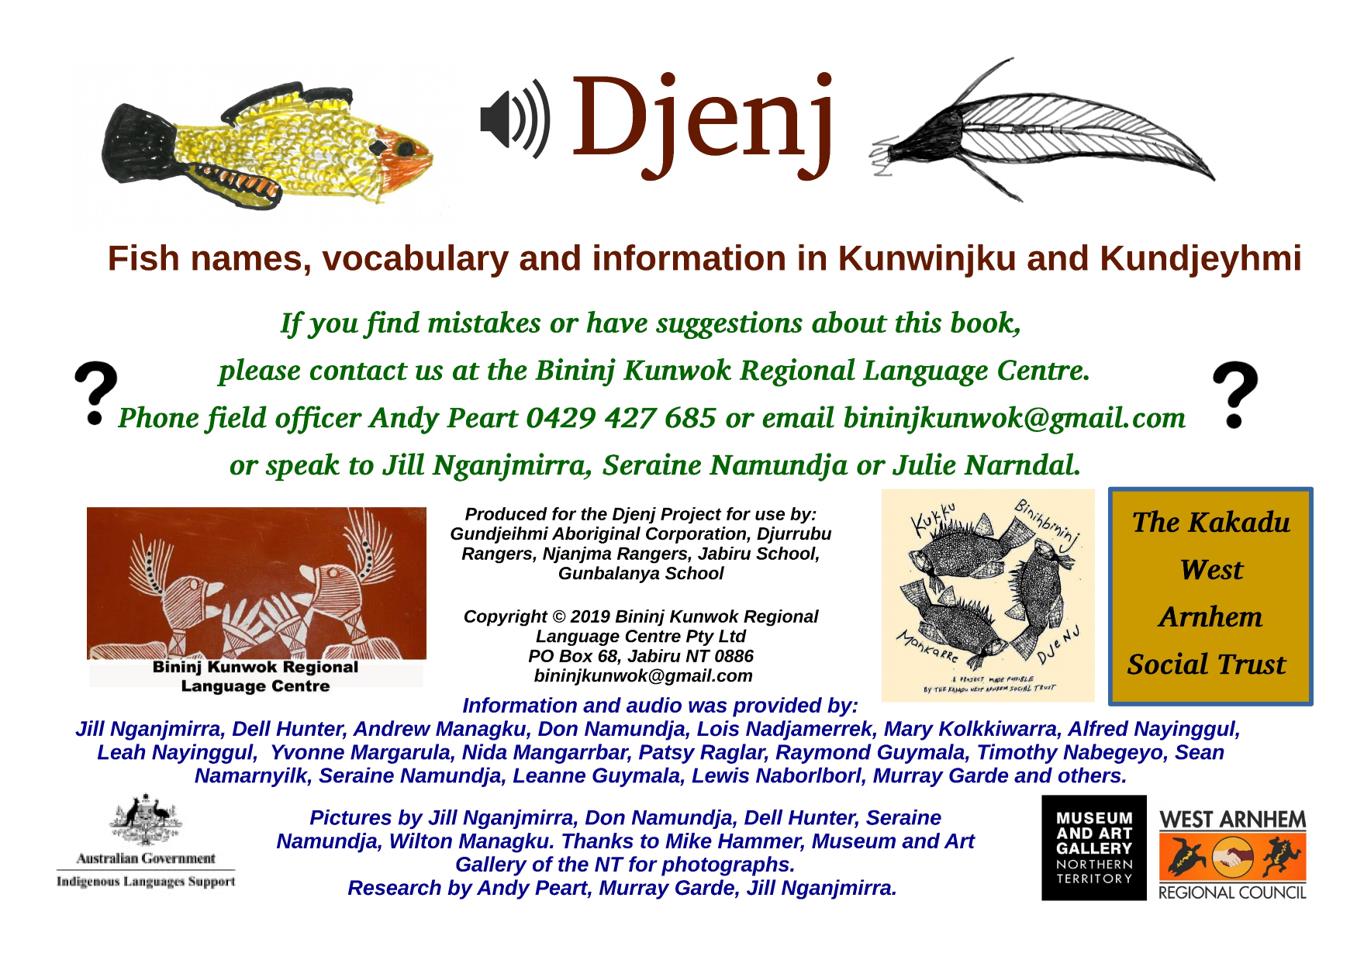 Djenj
Fish names, vocabulary and information in Kunwinjku and Kundjeyhmi
If you find mistakes or have suggestions about this book,
please contact us at the Bininj Kunwok Regional Language Centre.
Phone field officer Andy Peart 0429 427 685 or email bininjkunwok@gmail.com
or speak to Jill Nganjmirra, Seraine Namundja or Julie Narndal.
? ?
Bininj Kunwok Regional
Language Centre
Produced for the Djenj Project for use by:
Gundjeihmi Aboriginal Corporation, Djurrubu
Rangers, Njanjma Rangers, Jabiru School,
Gunbalanya School
Copyright © 2019 Bininj Kunwok Regional
Language Centre Pty Ltd
PO Box 68, Jabiru NT 0886
bininjkunwok@gmail.com
Kukku
Binihbininj
Mankarre
Djenj
A PROJECT MADE POSSIBLE
BY THE KAKADU WEST ARNHEM SOCIAL TRUST
The Kakadu
West
Arnhem
Social Trust
Information and audio was provided by:
Jill Nganjmirra, Dell Hunter, Andrew Managku, Don Namundja, Lois Nadjamerrek, Mary Kolkkiwarra, Alfred Nayinggul,
Leah Nayinggul,  Yvonne Margarula, Nida Mangarrbar, Patsy Raglar, Raymond Guymala, Timothy Nabegeyo, Sean
Namarnyilk, Seraine Namundja, Leanne Guymala, Lewis Naborlborl, Murray Garde and others.
Australian Government
Indigenous Languages Support
Pictures by Jill Nganjmirra, Don Namundja, Dell Hunter, Seraine
Namundja, Wilton Managku. Thanks to Mike Hammer, Museum and Art
Gallery of the NT for photographs.
Research by Andy Peart, Murray Garde, Jill Nganjmirra.
MUSEUM
AND ART
GALLERY
NORTHERN
TERRITORY
WEST ARNHEM
REGIONAL COUNCIL